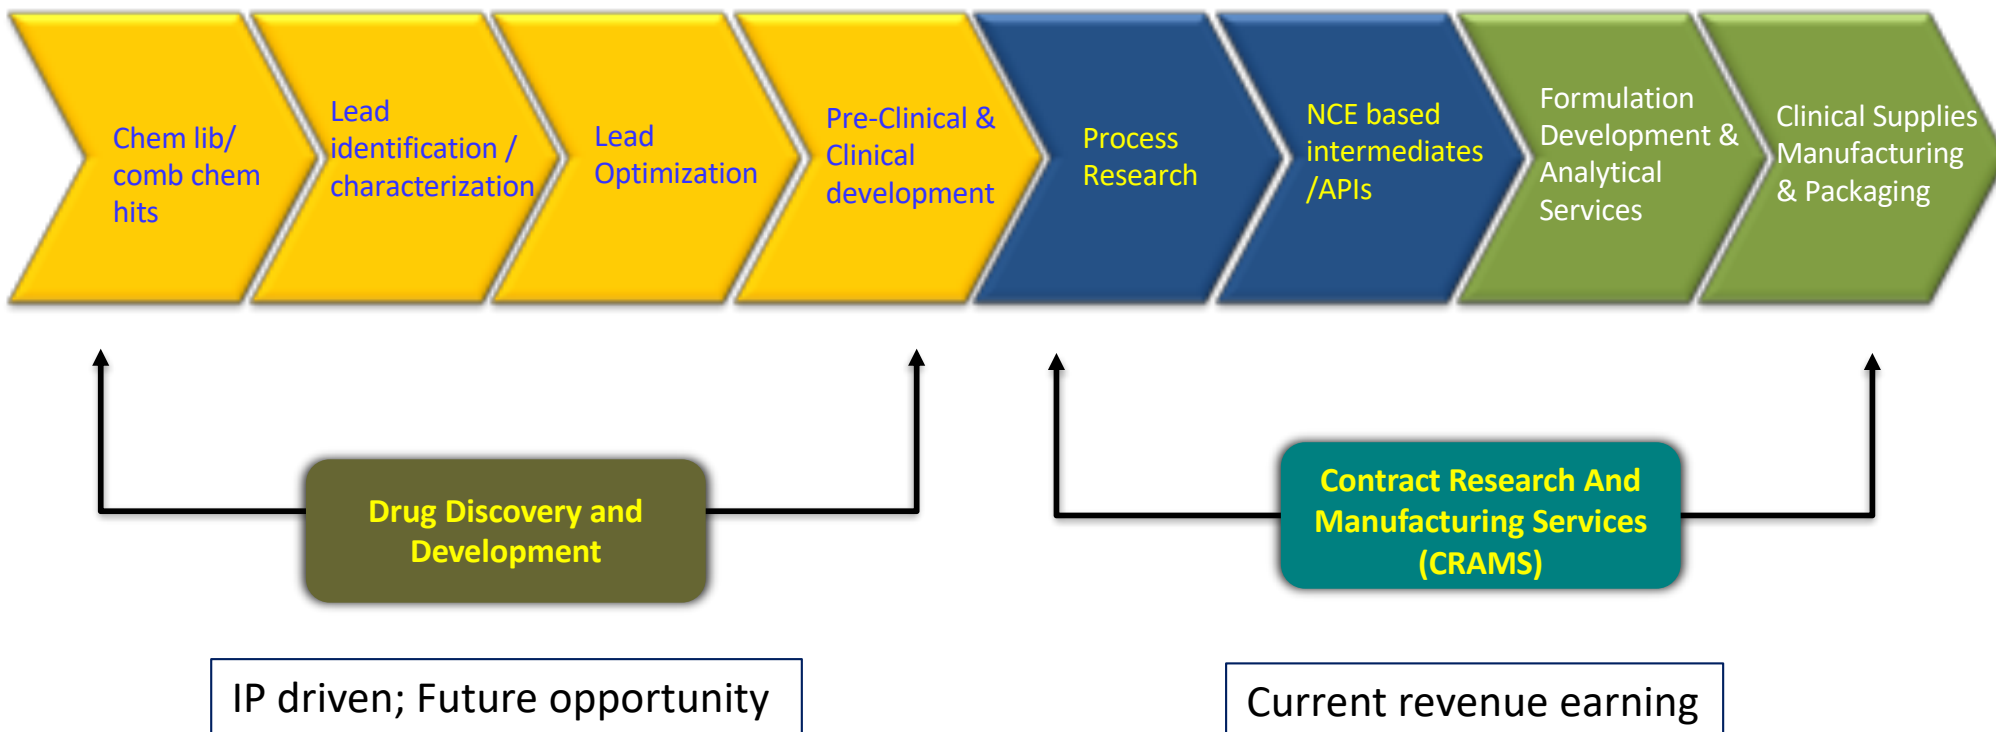 Chem lib/
comb chem
hits
Lead
identification /
characterization
Lead
Optimization
Pre-Clinical &
Clinical
development
Process
Research
NCE based
intermediates
/APIs
Formulation
Development &
Analytical
Services
Clinical Supplies
Manufacturing
& Packaging
Drug Discovery and
Development
Contract Research And
Manufacturing Services
(CRAMS)
IP driven; Future opportunity
Current revenue earning